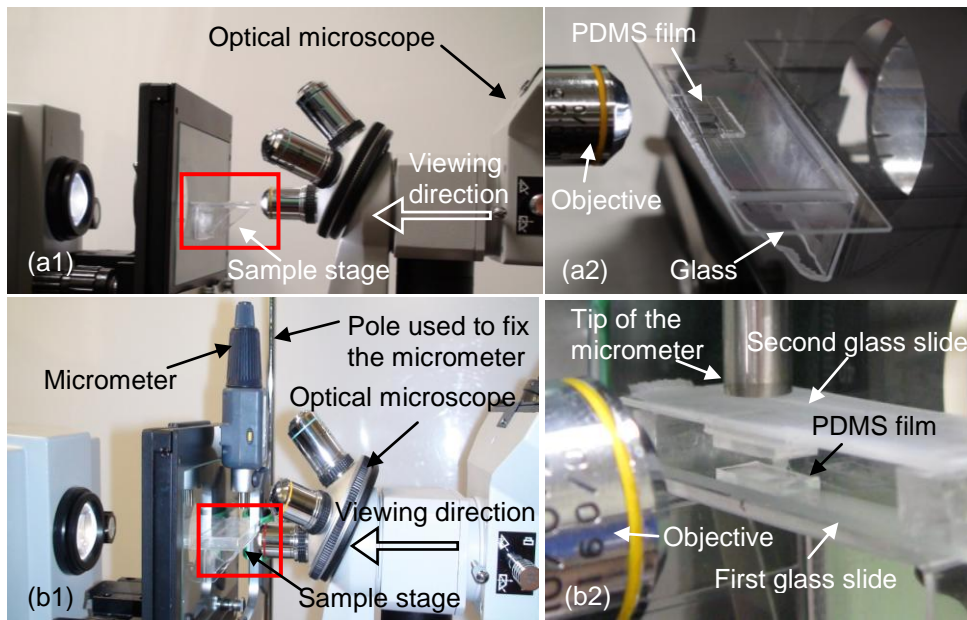 Optical microscope
Viewing
direction
Sample stage
(a1)
PDMS film
Objective
Glass
(a2)
Micrometer
Pole used to fix
the micrometer
Optical microscope
Viewing direction
Sample stage
(b1)
Tip of the
micrometer
Second glass slide
PDMS film
Objective
First glass slide
(b2)